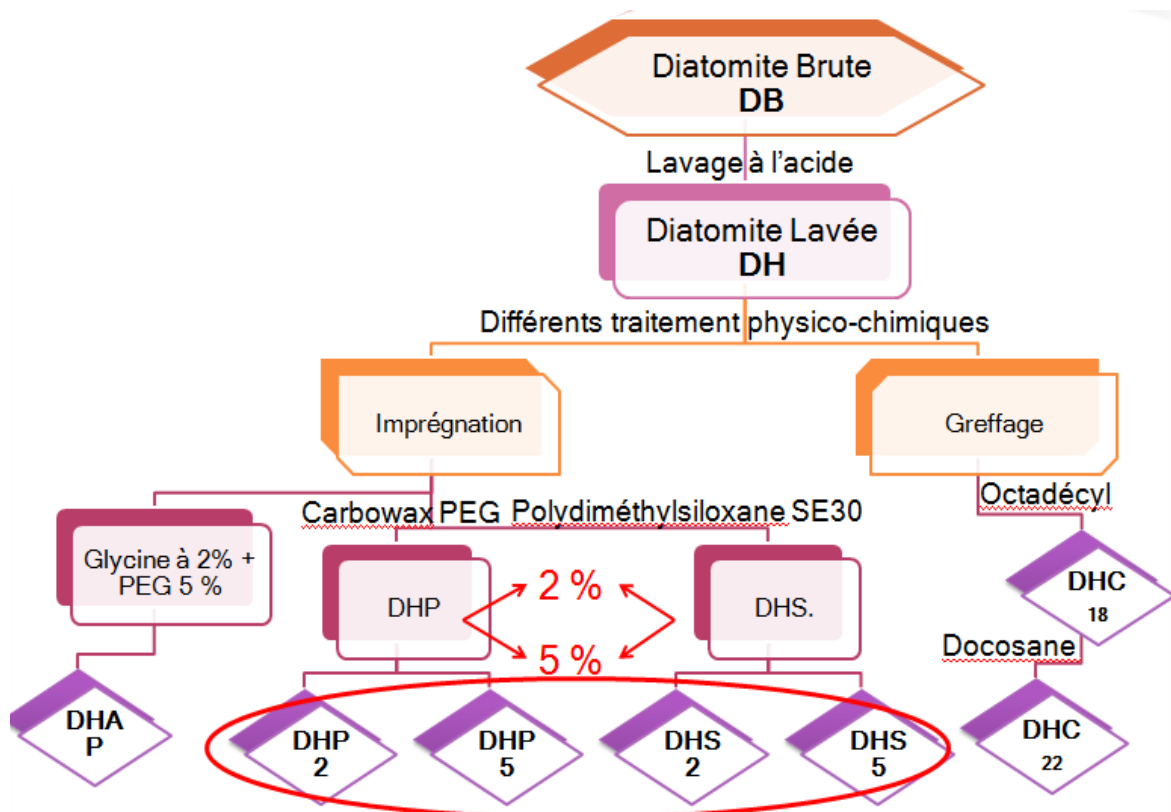 Diatomite Brute
DB
Lavage à l'acide
Diatomite Lavée
DH
Différents traitement physico-chimiques
Imprégnation
Greffage
Carbowax PEG
Polydiméthylsiloxane SE30
Octadécyl
Glycine à 2% +
PEG 5 %
DHP
2 %
5 %
DHS.
DHC
18
Docosane
DHA
P
DHP
2
DHP
5
DHS
2
DHS
5
DHC
22